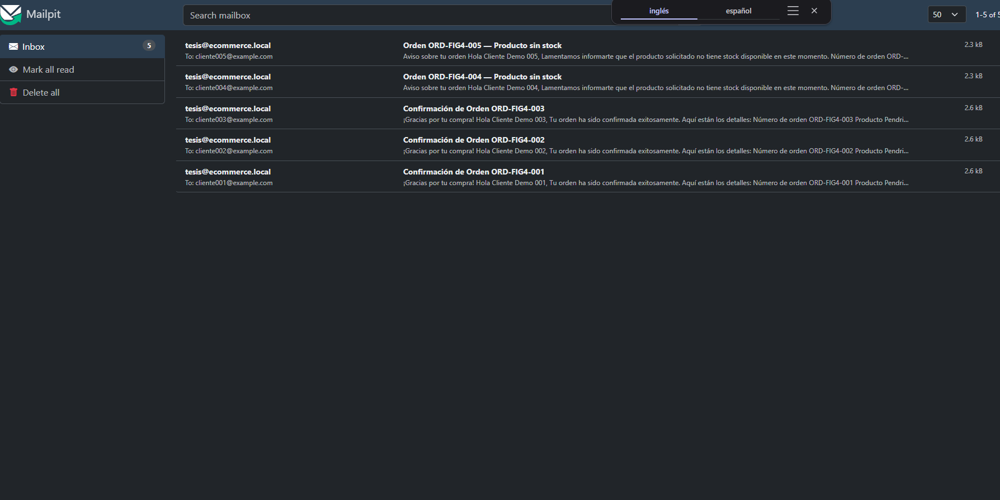 Mailpit
Search mailbox
inglés
español
50
1-5 of 5
Inbox
5
Mark all read
Delete all
tesis@ecommerce.local
To: cliente005@example.com
Orden ORD-FIG4-005 — Producto sin stock
Aviso sobre tu orden Hola Cliente Demo 005, Lamentamos informarte que el producto solicitado no tiene stock disponible en este momento. Número de orden ORD-...
2.3 kB
tesis@ecommerce.local
To: cliente004@example.com
Orden ORD-FIG4-004 — Producto sin stock
Aviso sobre tu orden Hola Cliente Demo 004, Lamentamos informarte que el producto solicitado no tiene stock disponible en este momento. Número de orden ORD-...
2.3 kB
tesis@ecommerce.local
To: cliente003@example.com
Confirmación de Orden ORD-FIG4-003
¡Gracias por tu compra! Hola Cliente Demo 003, Tu orden ha sido confirmada exitosamente. Aquí están los detalles: Número de orden ORD-FIG4-003 Producto Pendri...
2.6 kB
tesis@ecommerce.local
To: cliente002@example.com
Confirmación de Orden ORD-FIG4-002
¡Gracias por tu compra! Hola Cliente Demo 002, Tu orden ha sido confirmada exitosamente. Aquí están los detalles: Número de orden ORD-FIG4-002 Producto Pendri...
2.6 kB
tesis@ecommerce.local
To: cliente001@example.com
Confirmación de Orden ORD-FIG4-001
¡Gracias por tu compra! Hola Cliente Demo 001, Tu orden ha sido confirmada exitosamente. Aquí están los detalles: Número de orden ORD-FIG4-001 Producto Pendri...
2.6 kB